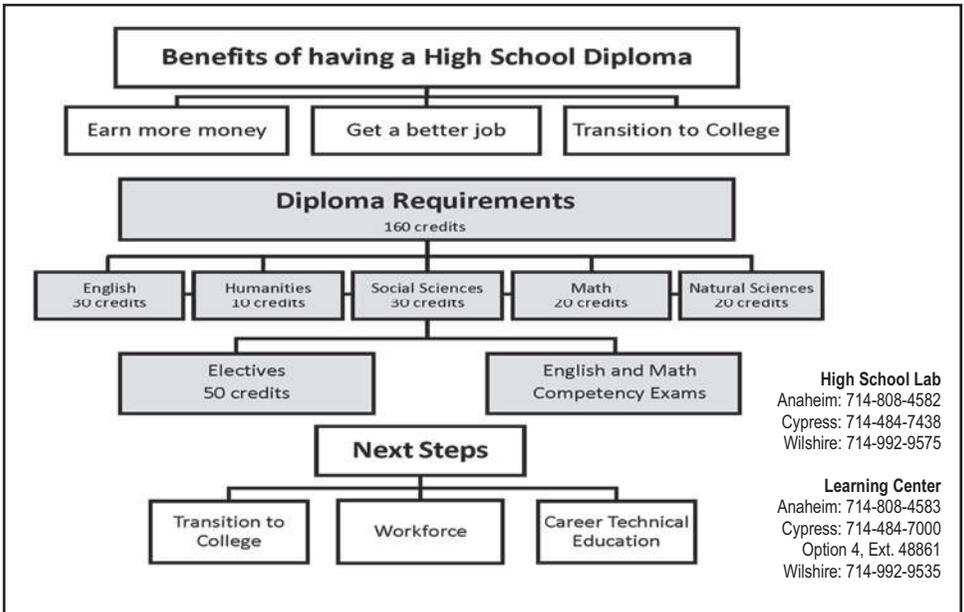 Benefits of having a High School Diploma
Earn more money
Get a better job
Transition to College
Diploma Requirements
160 credits
English
30 credits
Humanities
10 credits
Social Sciences
30 credits
Math
20 credits
Natural Sciences
20 credits
Electives
50 credits
English and Math
Competency Exams
Next Steps
Transition to
College
Workforce
Career Technical
Education
High School Lab
Anaheim: 714-808-4582
Cypress: 714-484-7438
Wilshire: 714-992-9575
Learning Center
Anaheim: 714-808-4583
Cypress: 714-484-7000
Option 4, Ext. 48861
Wilshire: 714-992-9535